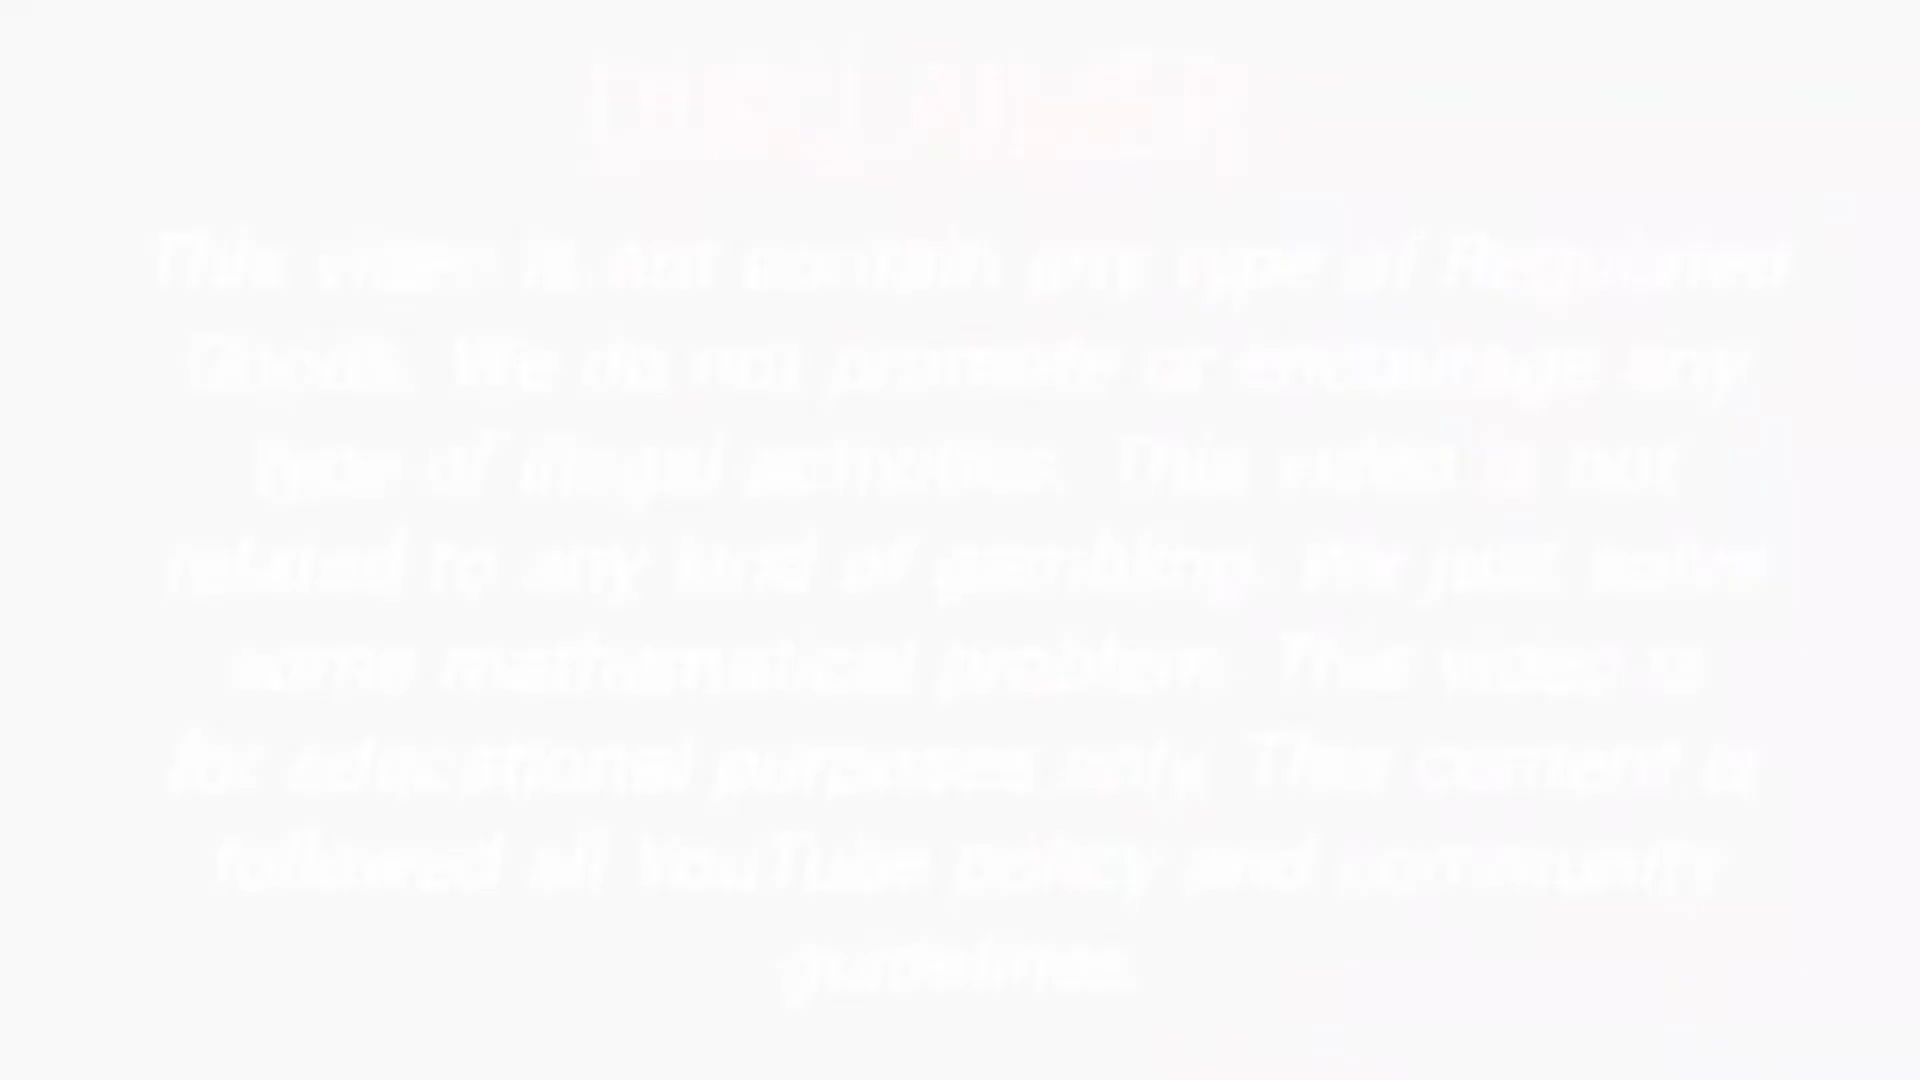 DISCLAIMER
This video is not contain any type of Regulated
Goods. We do not promote or encourage any
type of illegal activities. This video is not
related to any kind of gambling. We just solve
some mathematical problem. This video is
for educational purposes only. This content is
followed all YouTube policy and community
guidelines.